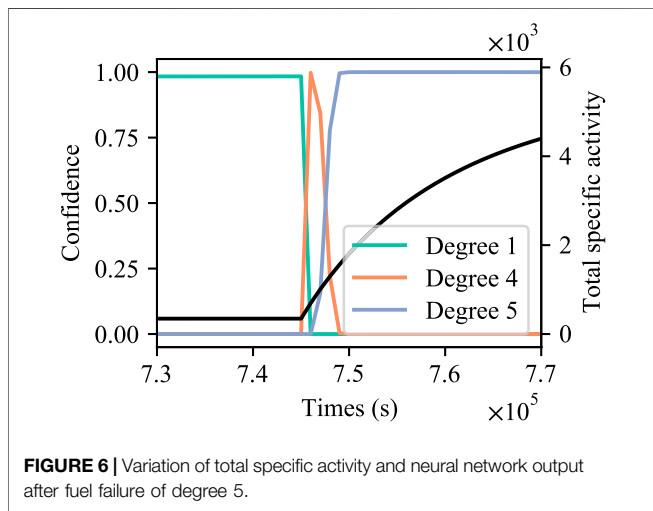 ×10³
1.00
0.75
0.50
0.25
0.00
Confidence
6
4
2
0
Total specific activity
Degree 1
Degree 4
Degree 5
7.3
7.4
7.5
7.6
7.7
Times (s)
×10⁵
FIGURE 6 | Variation of total specific activity and neural network output
after fuel failure of degree 5.